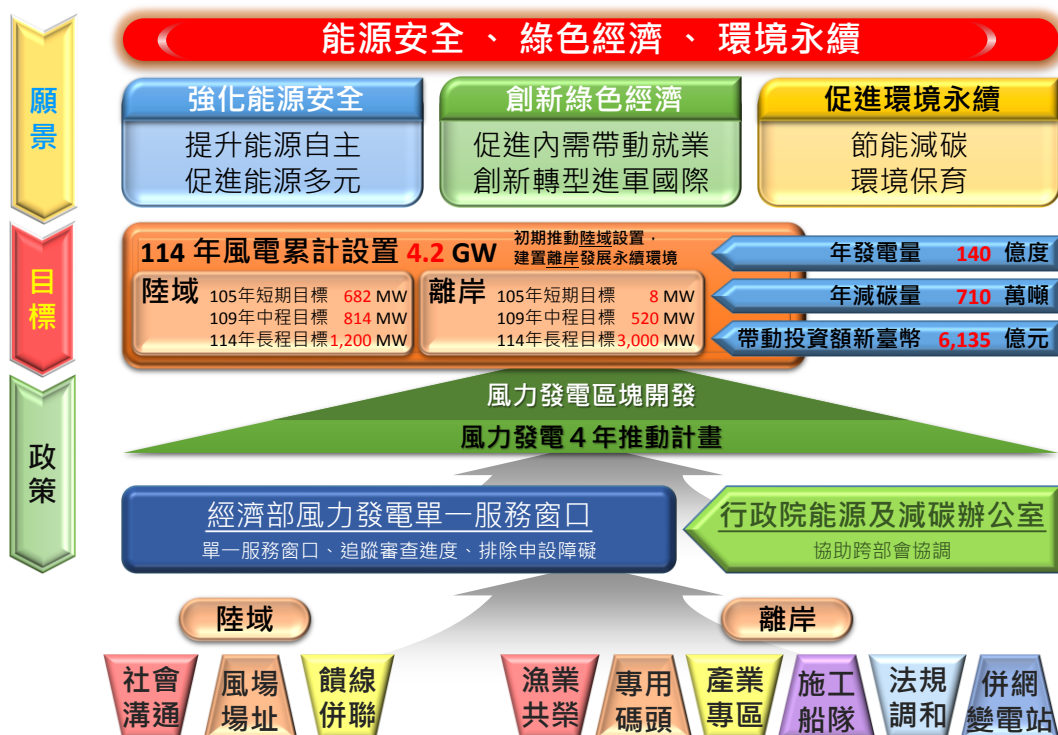 願景
能源安全 、 綠色經濟 、 環境永續
強化能源安全
提升能源自主
促進能源多元
創新綠色經濟
促進內需帶動就業
創新轉型進軍國際
促進環境永續
節能減碳
環境保育
目標
114 年風電累計設置 4.2 GW
初期推動陸域設置，
建置離岸發展永續環境
陸域
105年短期目標 682 MW
109年中程目標 814 MW
114年長程目標 1,200 MW
離岸
105年短期目標 8 MW
109年中程目標 520 MW
114年長程目標 3,000 MW
年發電量 140 億度
年減碳量 710 萬噸
帶動投資額新臺幣 6,135 億元
政策
風力發電區塊開發
風力發電４年推動計畫
經濟部風力發電單一服務窗口
單一服務窗口、追蹤審查進度、排除申設障礙
行政院能源及減碳辦公室
協助跨部會協調
陸域
社會
溝通
風場
場址
饋線
併聯
離岸
漁業
共榮
專用
碼頭
產業
專區
施工
船隊
法規
調和
併網
變電站